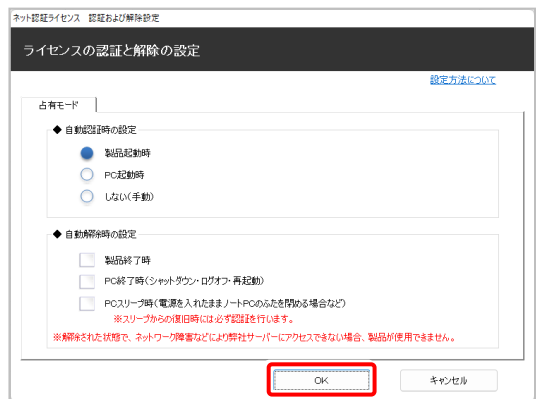 ネット認証ライセンス 認証および解除設定
ライセンスの認証と解除の設定
設定方法について
占有モード
◆ 自動認証時の設定
製品起動時
PC起動時
しない(手動)
◆ 自動解除時の設定
製品終了時
PC終了時(シャットダウン・ログオフ・再起動)
PCスリープ時(電源を入れたままノートPCのふたを閉める場合など)
※スリープからの復旧時には必ず認証を行います。
※解除された状態で、ネットワーク障害などにより弊社サーバーにアクセスできない場合、製品が使用できません。
OK
キャンセル